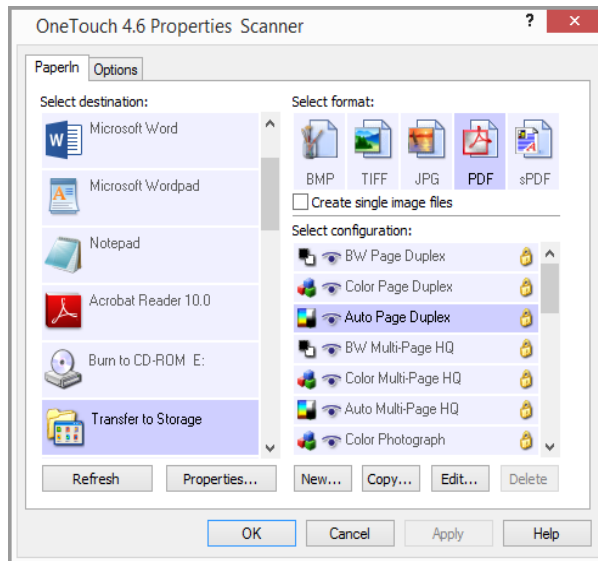 OneTouch 4.6 Properties Scanner
?
x
PaperIn
Options
Select destination:
W
Microsoft Word
Microsoft Wordpad
Notepad
Acrobat Reader 10.0
Burn to CD-ROM E:
Transfer to Storage
Refresh
Properties...
Select format:
BMP
TIFF
JPG
PDF
sPDF
Create single image files
Select configuration:
BW Page Duplex
Color Page Duplex
Auto Page Duplex
BW Multi-Page HQ
Color Multi-Page HQ
Auto Multi-Page HQ
Color Photograph
New...
Copy...
Edit...
Delete
OK
Cancel
Apply
Help